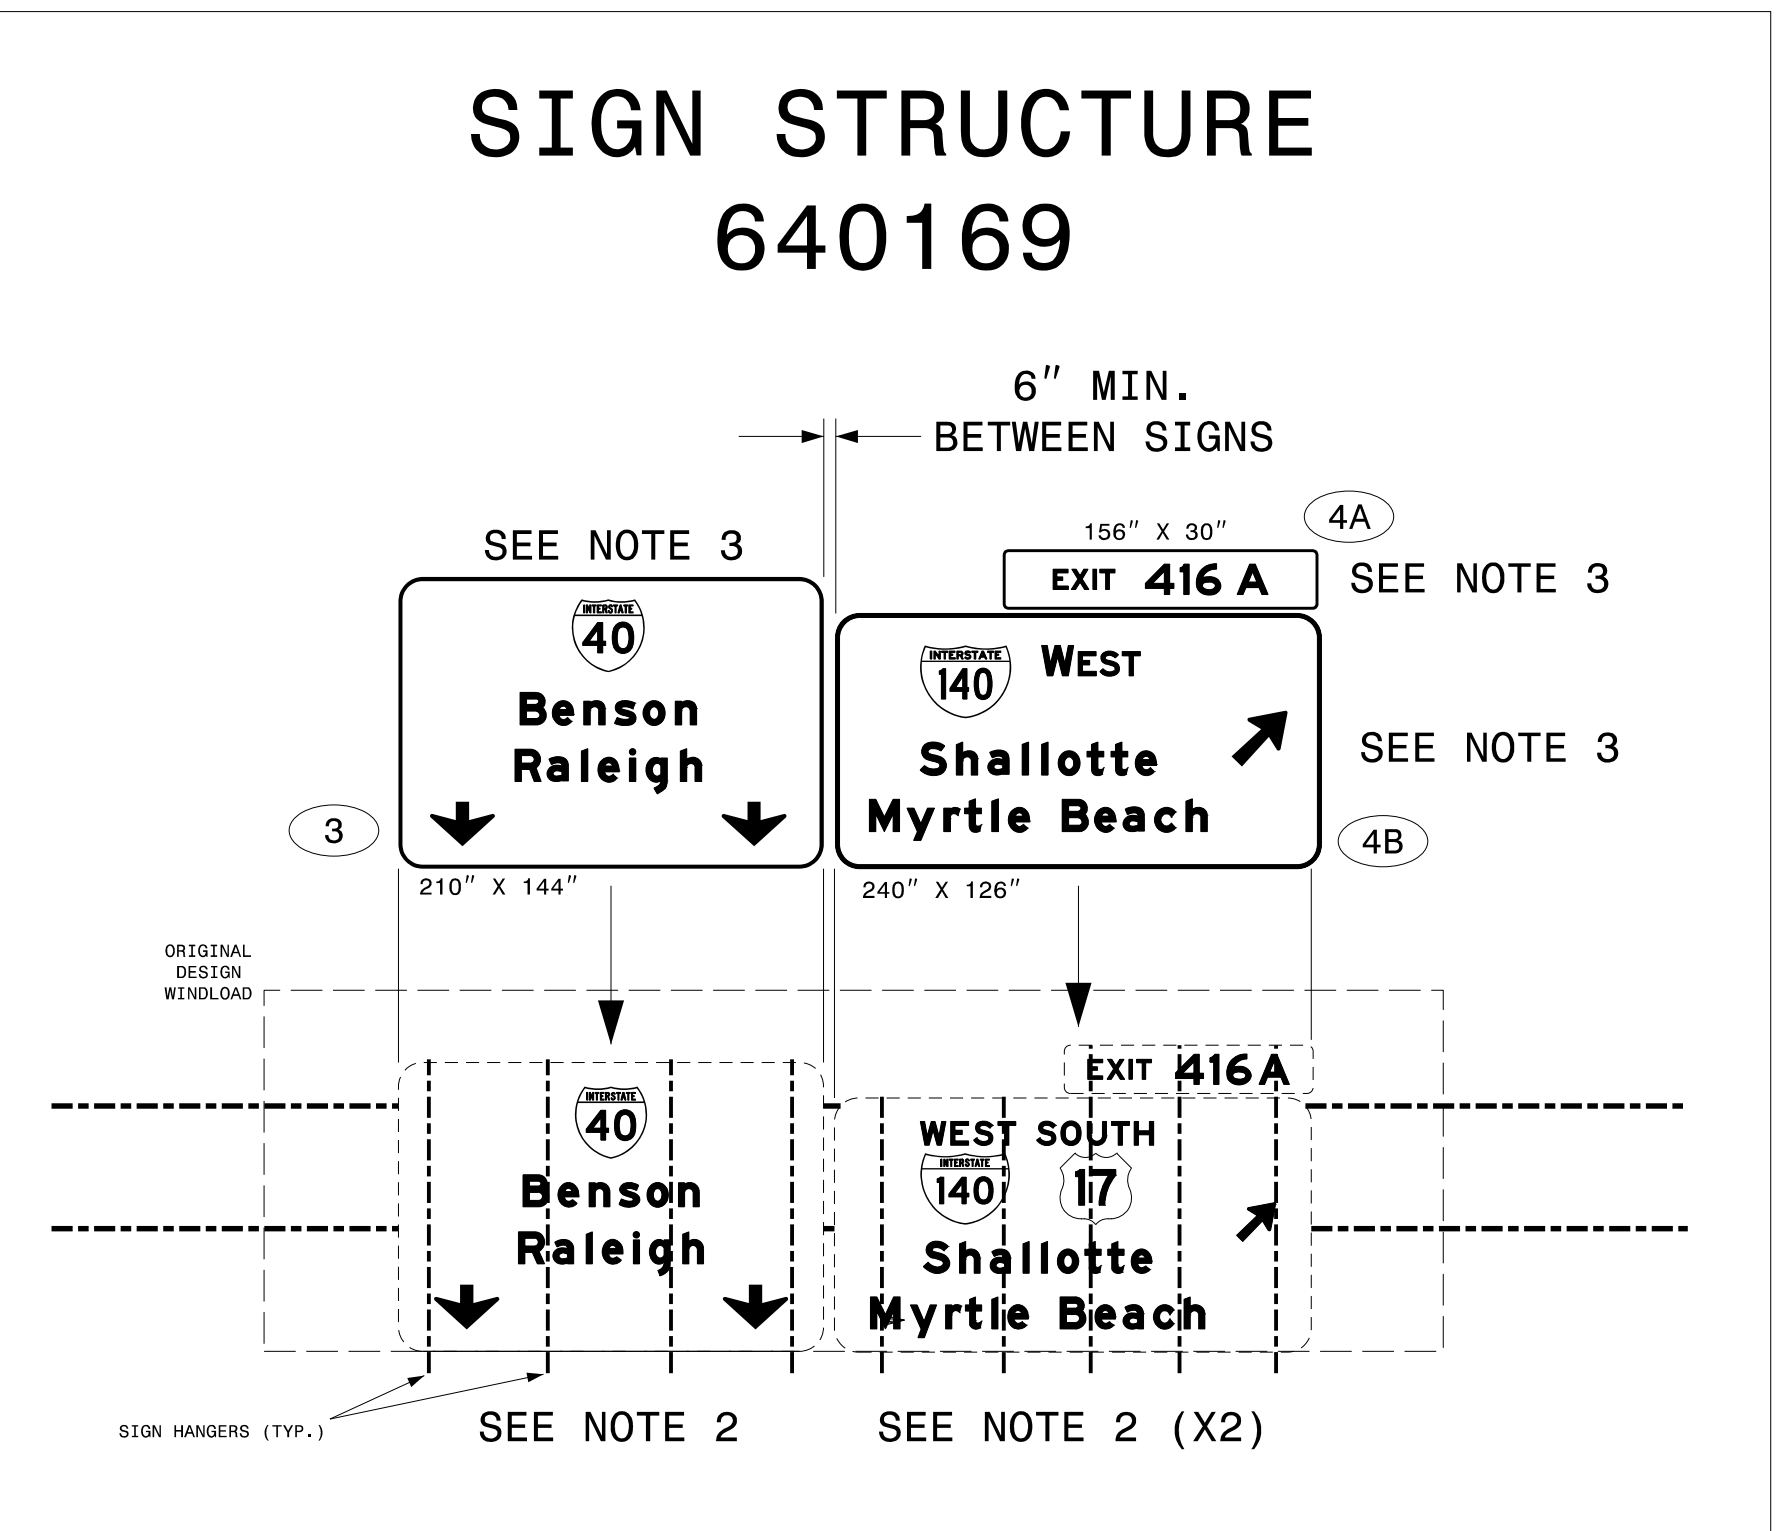 SIGN STRUCTURE
640169
6" MIN.
BETWEEN SIGNS
4A
156" X 30"
SEE NOTE 3
EXIT 416 A
SEE NOTE 3
INTERSTATE
40
Benson
Raleigh
3
210" X 144"
INTERSTATE
140
WEST
Shallotte
Myrtle Beach
SEE NOTE 3
4B
240" X 126"
ORIGINAL
DESIGN
WINDLOAD
INTERSTATE
40
Benson
Raleigh
EXIT 416 A
WEST SOUTH
INTERSTATE
140 17
Shallotte
Myrtle Beach
SIGN HANGERS (TYP.)
SEE NOTE 2
SEE NOTE 2 (X2)